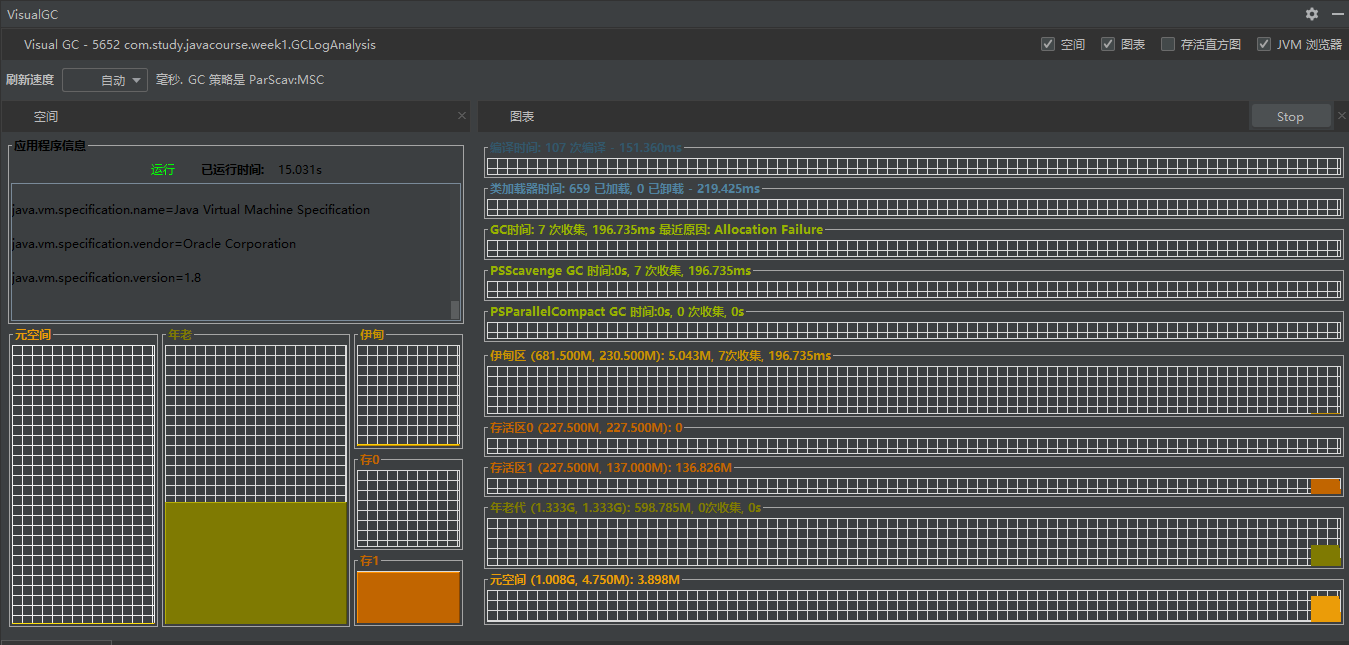 VisualGC
Visual GC - 5652 com.study.javacourse.week1.GCLogAnalysis
空间 图表 存活直方图 JVM 浏览器
刷新速度 自动 毫秒. GC 策略是 ParScav:MSC
空间
应用程序信息
运行 已运行时间: 15.031s
java.vm.specification.name=Java Virtual Machine Specification
java.vm.specification.vendor=Oracle Corporation
java.vm.specification.version=1.8
元空间
年老
伊甸
存0
存1
图表 Stop
编译时间: 107 次编译 - 151.360ms
类加载器时间: 659 已加载, 0 已卸载 - 219.425ms
GC时间: 7 次收集, 196.735ms 最近原因: Allocation Failure
PSScavenge GC 时间:0s, 7 次收集, 196.735ms
PSParallelCompact GC 时间:0s, 0 次收集, 0s
伊甸区 (681.500M, 230.500M): 5.043M, 7次收集, 196.735ms
存活区0 (227.500M, 227.500M): 0
存活区1 (227.500M, 137.000M): 136.826M
年老代 (1.333G, 1.333G): 598.785M, 0次收集, 0s
元空间 (1.008G, 4.750M): 3.898M